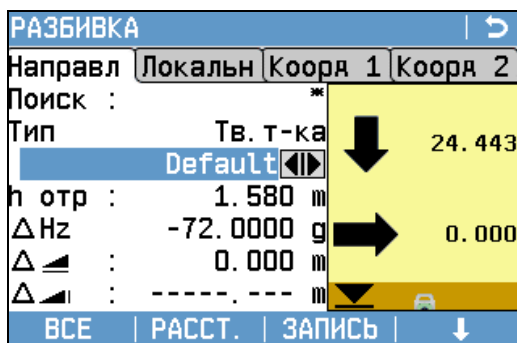 РАЗБИВКА
Направл Локальн Коорд 1 Коорд 2
Поиск : *
Тип Тв. т-ка
Default
24.443
h отр : 1.580 m
ΔHz -72.0000 g
0.000
Δ : 0.000 m
Δ : -----.--- m
ВСЕ РАССТ. ЗАПИСЬ